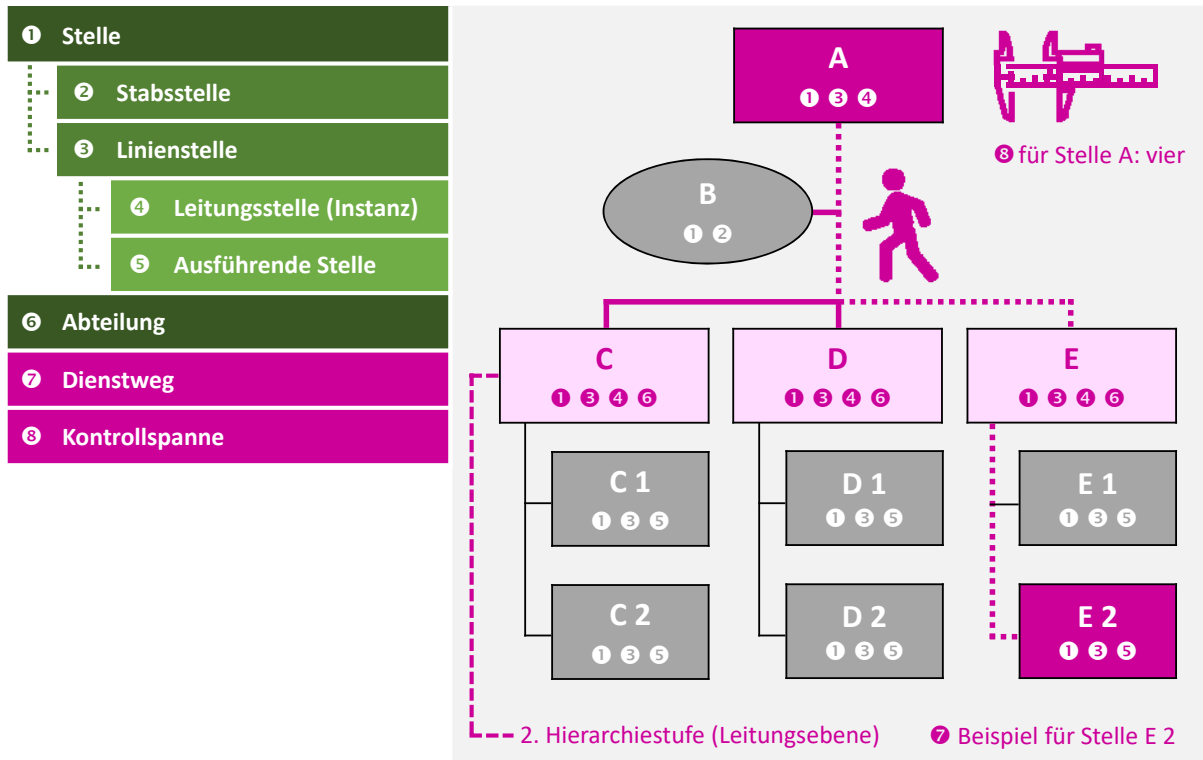 ❶ Stelle
❷ Stabsstelle
❸ Linienstelle
❹ Leitungsstelle (Instanz)
❺ Ausführende Stelle
❻ Abteilung
❼ Dienstweg
❽ Kontrollspanne
A
❶ ❸ ❹
❽ für Stelle A: vier
B
❶ ❷
C
❶ ❸ ❹ ❻
D
❶ ❸ ❹ ❻
E
❶ ❸ ❹ ❻
C 1
❶ ❸ ❺
D 1
❶ ❸ ❺
E 1
❶ ❸ ❺
C 2
❶ ❸ ❺
D 2
❶ ❸ ❺
E 2
❶ ❸ ❺
2. Hierarchiestufe (Leitungsebene)
❼ Beispiel für Stelle E 2